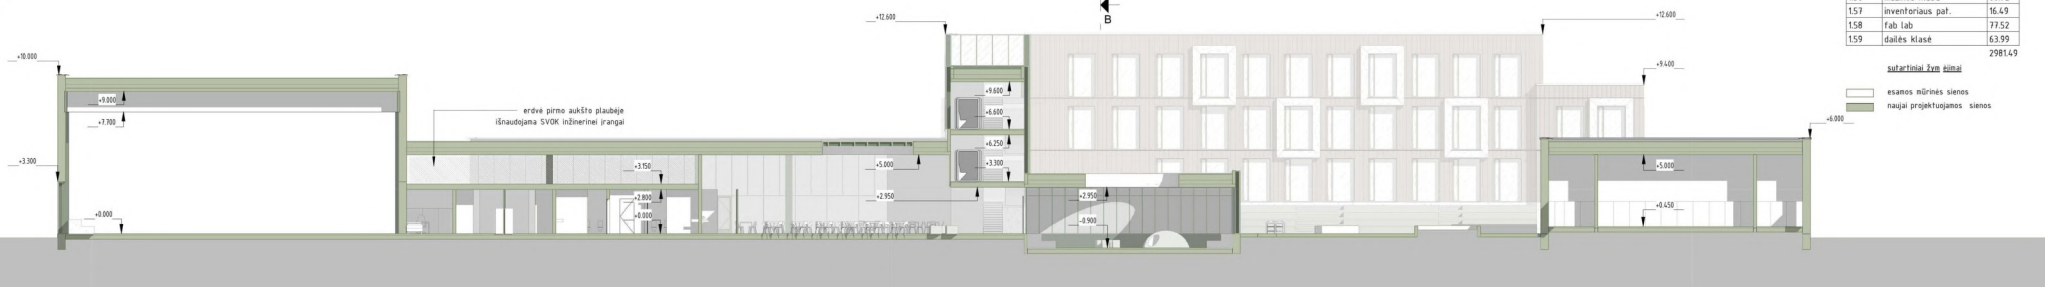 B
+12.600
+12.600
1.57 inventoriaus pat. 16.49
1.58 fab lab 77.52
1.59 dailės klasė 63.99
2981.49
sutartiniai žym ėjimai
esamos mūrinės sienos
naujai projektuojamos sienos
+10.000
+9.400
+9.000
+9.600
erdvė pirmo aukšto plaubėje
išnaudojama SVOK inžinerinei įrangai
+6.600
+7.700
+6.000
+6.250
+3.300
+3.150
+5.000
+3.300
+5.000
+2.800
+2.950
+2.950
+0.000
+0.000
-0.900
+0.450